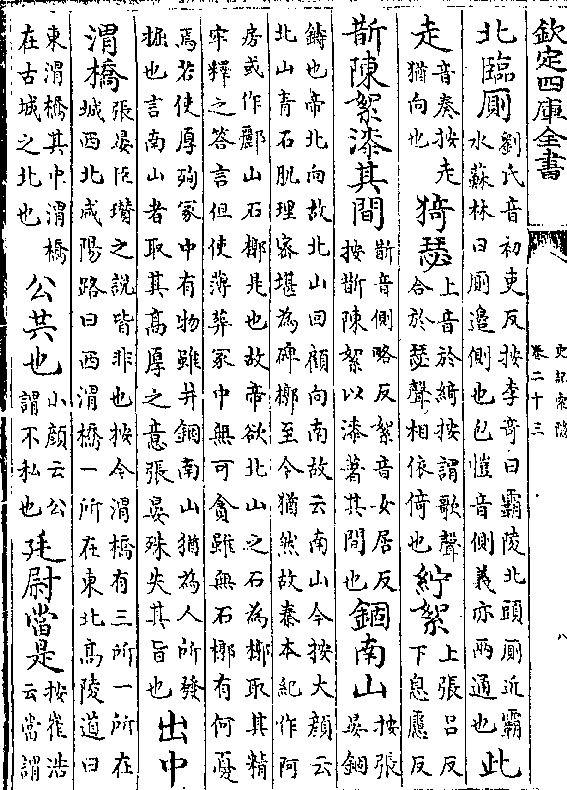 欽定四庫全書
史記索隱
卷二十三
八
北臨厠
劉氏音初吏反按李竒曰霸陵北頭厠近霸
水蘇林曰厠邉側也包愷音側義亦兩通也
此
走
音奏按走
猶向也
猗瑟
上音於綺按謂歌聲
合於瑟聲相依倚也
紵絮
上張吕反
下息慮反
斮陳絮漆其間
斮音側略反絮音女居反
按斮陳絮以漆著其間也
錮南山
按張
晏錮
鑄也帝北向故北山回顧向南故云南山今按大顔云
北山青石肌理宻堪為碑槨至今猶然故秦本紀作阿
房或作酈山石槨是也故帝欲北山之石為槨取其精
牢釋之答言但使薄葬冡中無可貪雖無石槨有何憂
焉若使厚殉冡中有物雖并錮南山猶為人所發
掘也言南山者取其髙厚之意張晏殊失其旨也
出中
渭橋
張晏臣瓚之說皆非也按今渭橋有三所一所在
城西北咸陽路曰西渭橋一所在東北髙陵道曰
東渭橋其中渭橋
在古城之北也
公共也
小顔云公
謂不私也
廷尉當是
按崔浩
云當謂